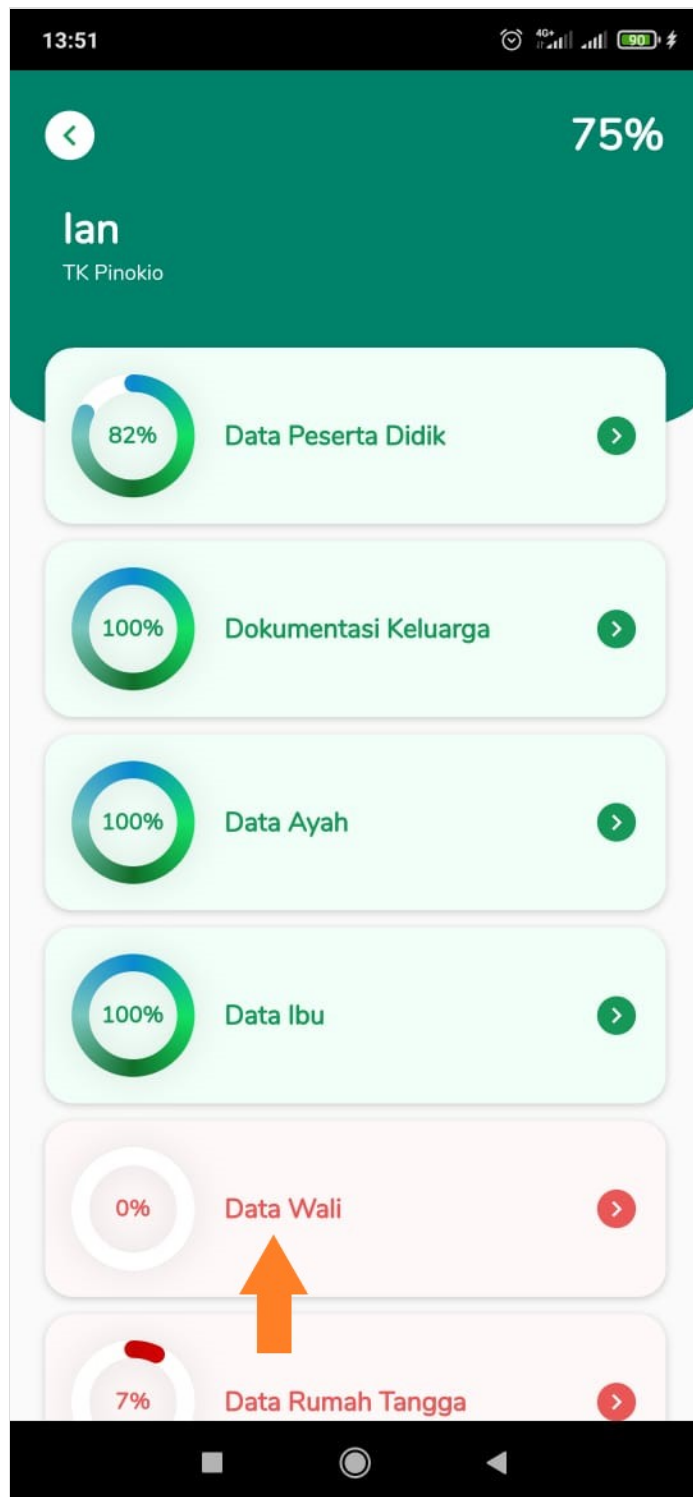 13:51
4G+
90
75%
Ian
TK Pinokio
82%
Data Peserta Didik
100%
Dokumentasi Keluarga
100%
Data Ayah
100%
Data Ibu
0%
Data Wali
7%
Data Rumah Tangga